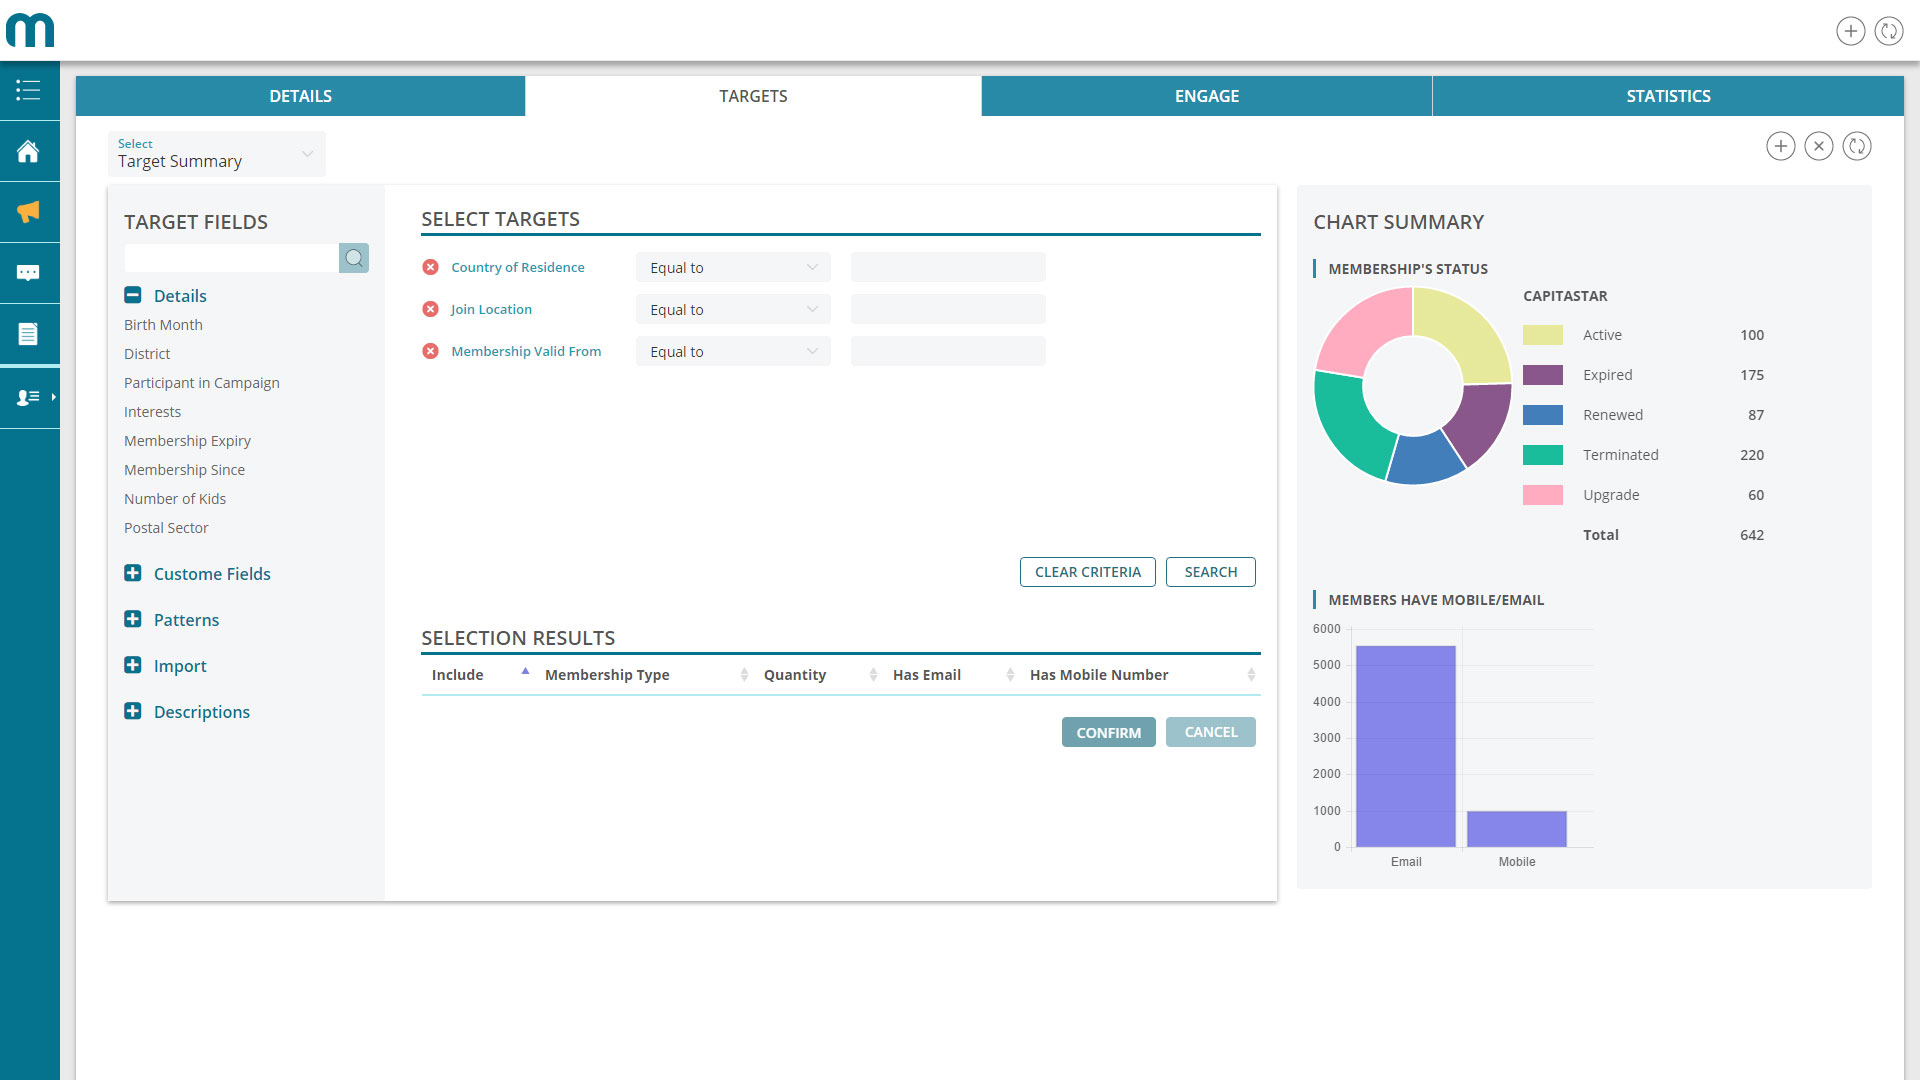 m
DETAILS
TARGETS
ENGAGE
STATISTICS
Select
Target Summary
TARGET FIELDS
Details
Birth Month
District
Participant in Campaign
Interests
Membership Expiry
Membership Since
Number of Kids
Postal Sector
Custome Fields
Patterns
Import
Descriptions
SELECT TARGETS
Country of Residence Equal to
Join Location Equal to
Membership Valid From Equal to
CLEAR CRITERIA SEARCH
SELECTION RESULTS
Include Membership Type Quantity Has Email Has Mobile Number
CONFIRM CANCEL
CHART SUMMARY
MEMBERSHIP'S STATUS
CAPITASTAR
Active 100
Expired 175
Renewed 87
Terminated 220
Upgrade 60
Total 642
MEMBERS HAVE MOBILE/EMAIL
6000
5000
4000
3000
2000
1000
0
Email Mobile